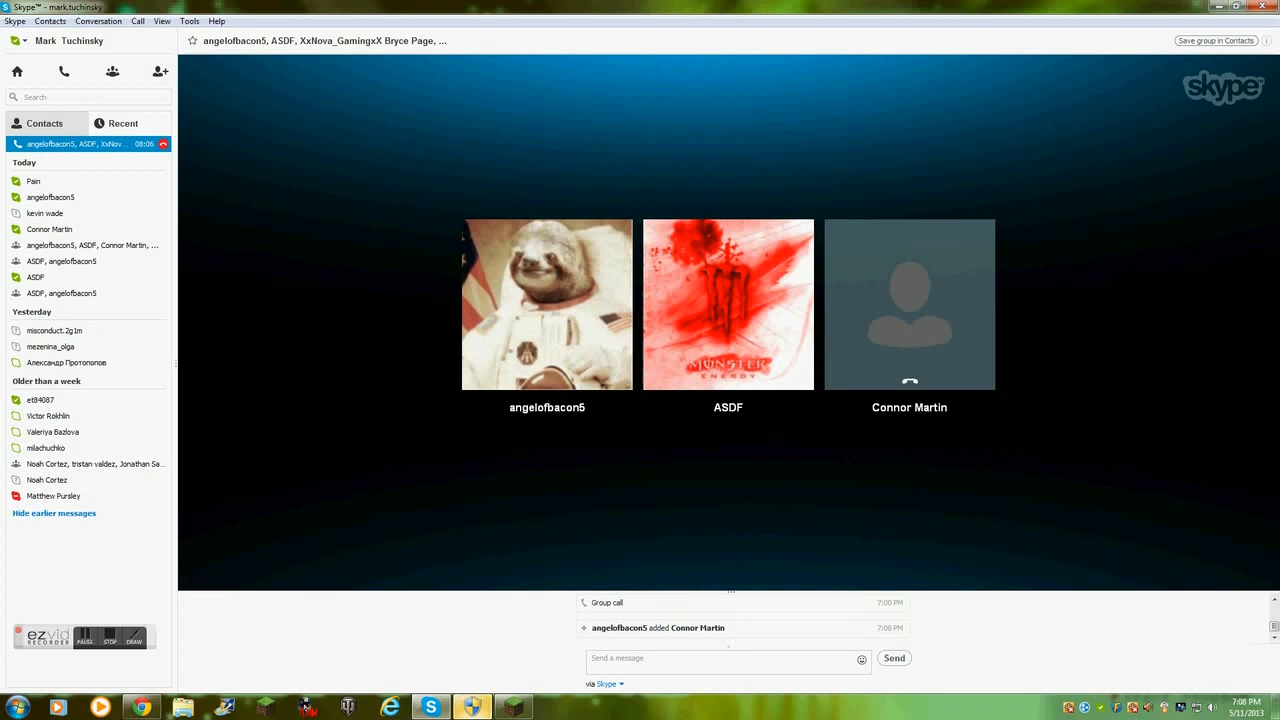 Skype™ - mark.tuchinsky
Skype Contacts Conversation Call View Tools Help
Mark Tuchinsky
angelofbacon5, ASDF, XxNova_GamingxX Bryce Page, ...
Save group in Contacts
skype
Search
Contacts Recent
angelofbacon5, ASDF, XxNov... 08:06
Today
Pain
angelofbacon5
kevin wade
Connor Martin
angelofbacon5, ASDF, Connor Martin, ...
ASDF, angelofbacon5
ASDF
ASDF, angelofbacon5
Yesterday
misconduct.2g1m
mezenina_olga
Александр Протопопов
Older than a week
et84087
Victor Rokhlin
Valeriya Bazlova
milachuchko
Noah Cortez, tristan valdez, Jonathan Sa...
Noah Cortez
Matthew Pursley
Hide earlier messages
MONSTER
ENERGY
angelofbacon5
ASDF
Connor Martin
Group call 7:00 PM
angelofbacon5 added Connor Martin 7:08 PM
Send a message
Send
via Skype
ezvid
RECORDER
PAUSE STOP DRAW
7:08 PM
5/11/2013